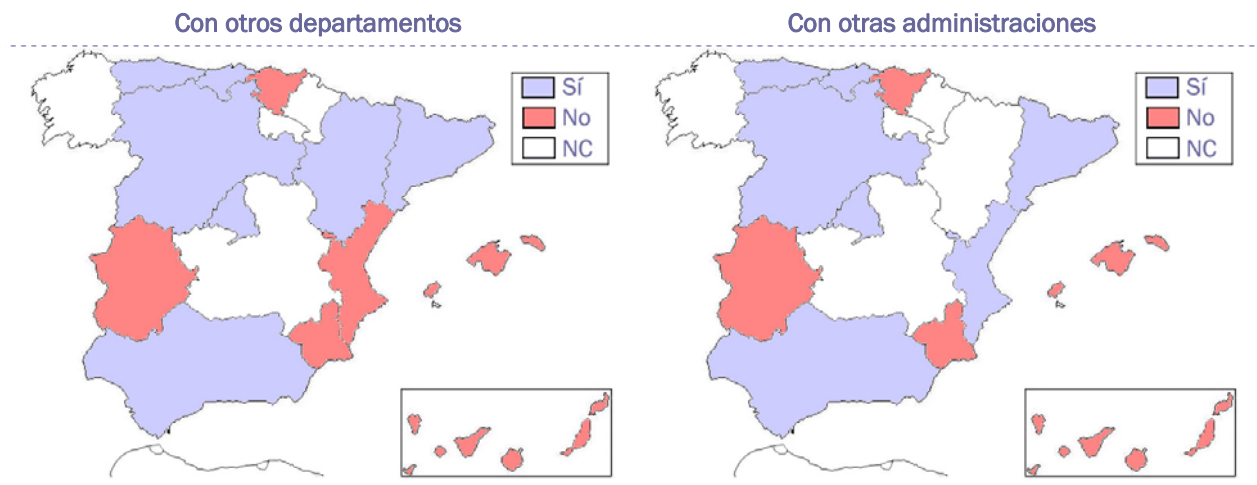 Con otros departamentos
Sí
No
NC
Con otras administraciones
Sí
No
NC